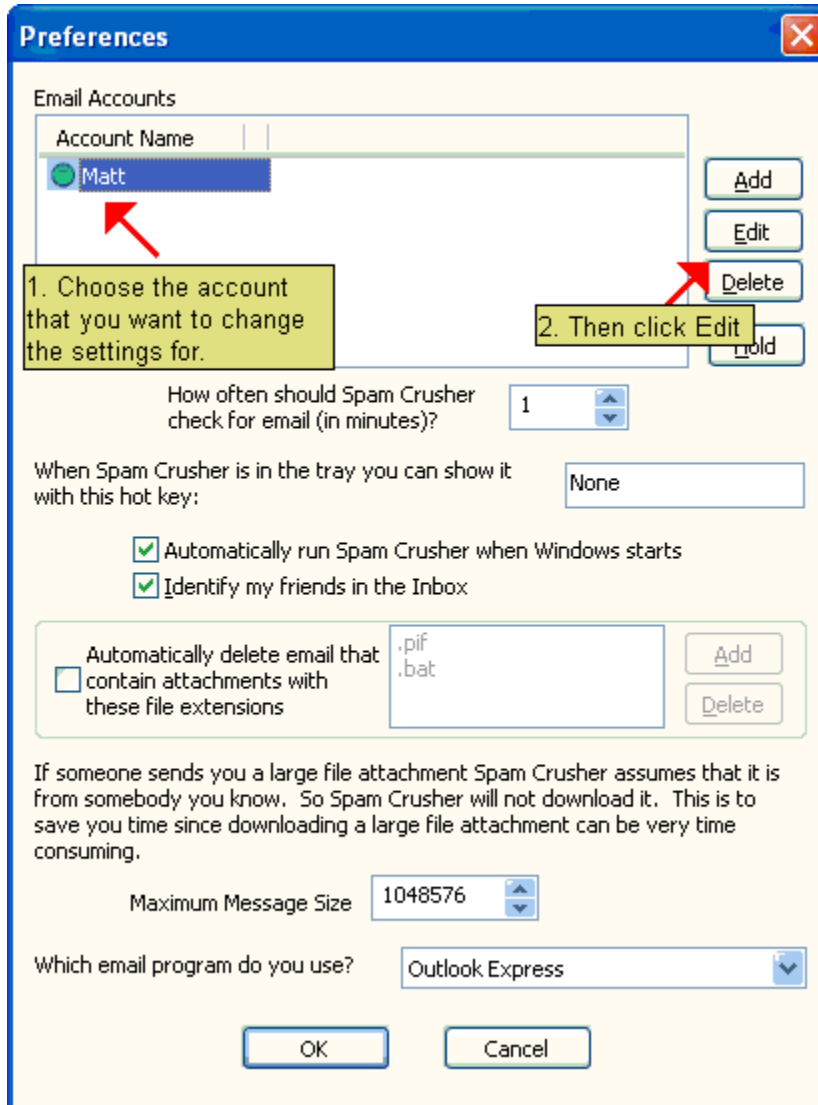 Preferences
Email Accounts
Account Name
Matt
Add
Edit
Delete
1. Choose the account
that you want to change
the settings for.
2. Then click Edit
How often should Spam Crusher
check for email (in minutes)?
1
When Spam Crusher is in the tray you can show it
with this hot key:
None
Automatically run Spam Crusher when Windows starts
Identify my friends in the Inbox
Automatically delete email that
contain attachments with
these file extensions
.pif
.bat
Add
Delete
If someone sends you a large file attachment Spam Crusher assumes that it is
from somebody you know. So Spam Crusher will not download it. This is to
save you time since downloading a large file attachment can be very time
consuming.
Maximum Message Size
1048576
Which email program do you use?
Outlook Express
OK
Cancel